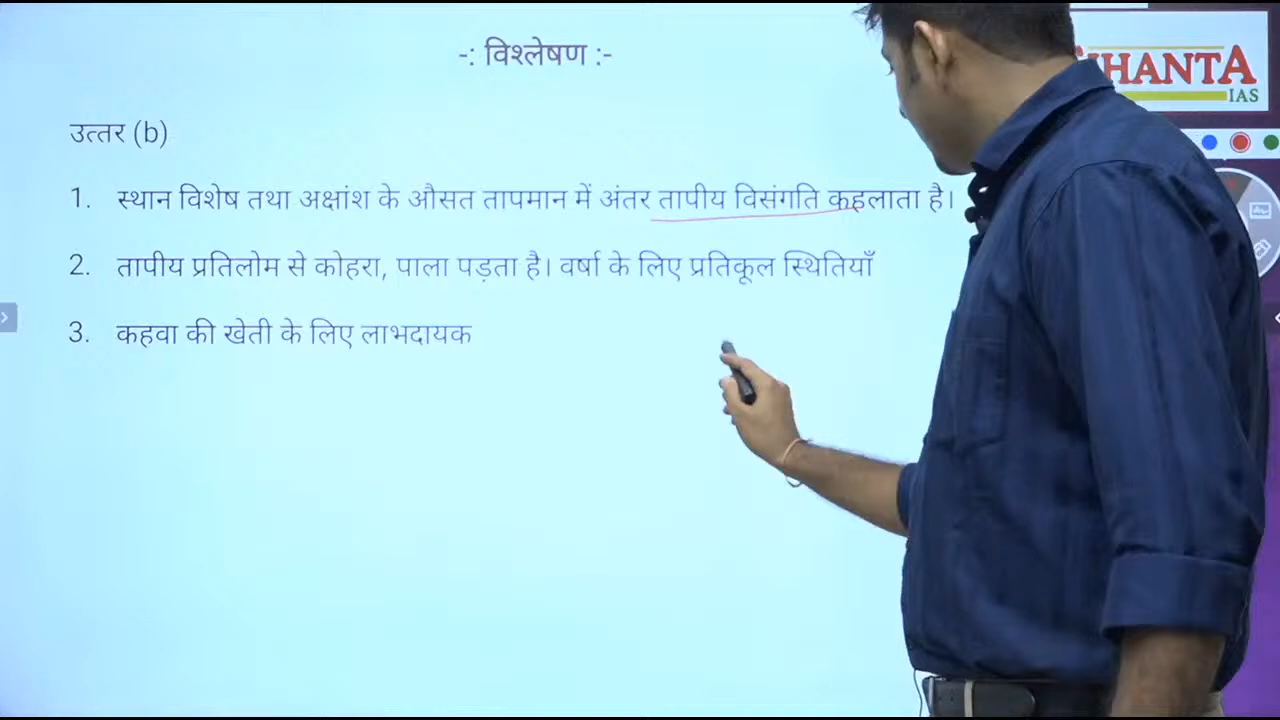 -: विश्लेषण :-
उत्तर (b)
1. स्थान विशेष तथा अक्षांश के औसत तापमान में अंतर तापीय विसंगति कहलाता है।
2. तापीय प्रतिलोम से कोहरा, पाला पड़ता है। वर्षा के लिए प्रतिकूल स्थितियाँ
3. कहवा की खेती के लिए लाभदायक
IAS